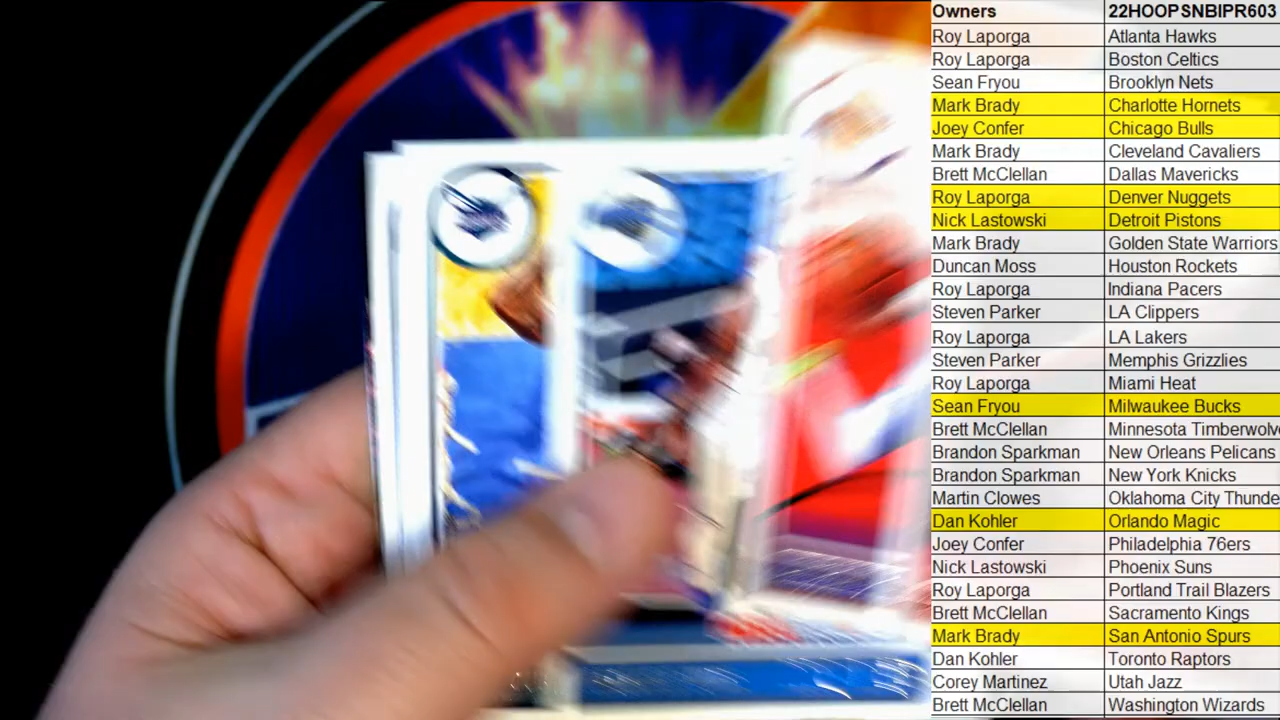 Owners 22HOOPSNBIPR603
Roy Laporga Atlanta Hawks
Roy Laporga Boston Celtics
Sean Fryou Brooklyn Nets
Mark Brady Charlotte Hornets
Joey Confer Chicago Bulls
Mark Brady Cleveland Cavaliers
Brett McClellan Dallas Mavericks
Roy Laporga Denver Nuggets
Nick Lastowski Detroit Pistons
Mark Brady Golden State Warriors
Duncan Moss Houston Rockets
Roy Laporga Indiana Pacers
Steven Parker LA Clippers
Roy Laporga LA Lakers
Steven Parker Memphis Grizzlies
Roy Laporga Miami Heat
Sean Fryou Milwaukee Bucks
Brett McClellan Minnesota Timberwolve
Brandon Sparkman New Orleans Pelicans
Brandon Sparkman New York Knicks
Martin Clowes Oklahoma City Thunde
Dan Kohler Orlando Magic
Joey Confer Philadelphia 76ers
Nick Lastowski Phoenix Suns
Roy Laporga Portland Trail Blazers
Brett McClellan Sacramento Kings
Mark Brady San Antonio Spurs
Dan Kohler Toronto Raptors
Corey Martinez Utah Jazz
Brett McClellan Washington Wizards